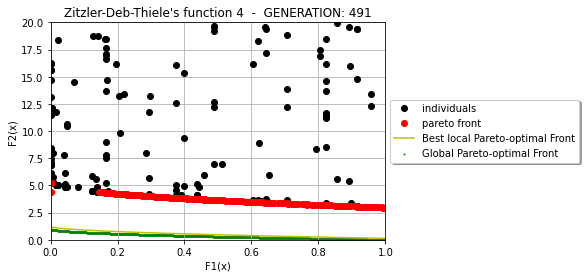 Zitzler-Deb-Thiele's function 4 - GENERATION: 491
20.0
17.5
15.0
12.5
10.0
7.5
5.0
2.5
0.0
F2(x)
0.0 0.2 0.4 0.6 0.8 1.0
F1(x)
individuals
pareto front
Best local Pareto-optimal Front
Global Pareto-optimal Front